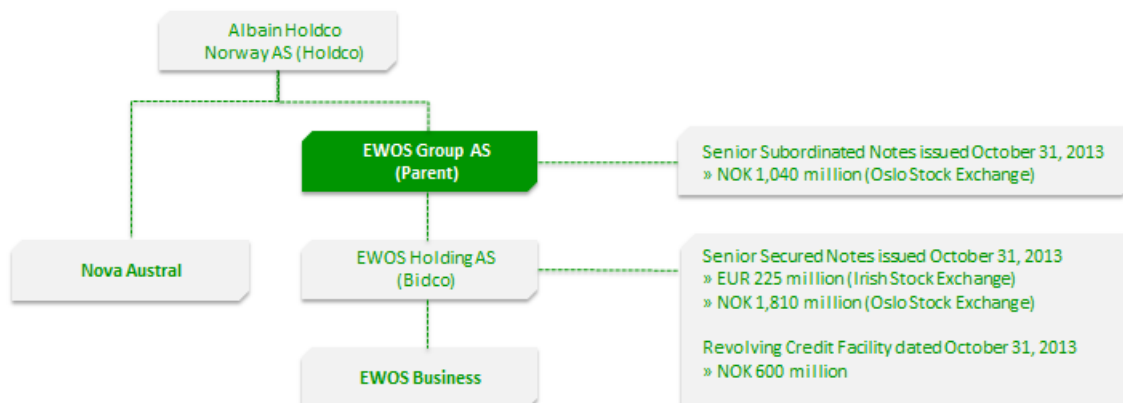 Albain Holdco
Norway AS (Holdco)
EWOS Group AS
(Parent)
Senior Subordinated Notes issued October 31, 2013
» NOK 1,040 million (Oslo Stock Exchange)
Nova Austral
EWOS Holding AS
(Bidco)
Senior Secured Notes issued October 31, 2013
» EUR 225 million (Irish Stock Exchange)
» NOK 1,810 million (Oslo Stock Exchange)
Revolving Credit Facility dated October 31, 2013
» NOK 600 million
EWOS Business